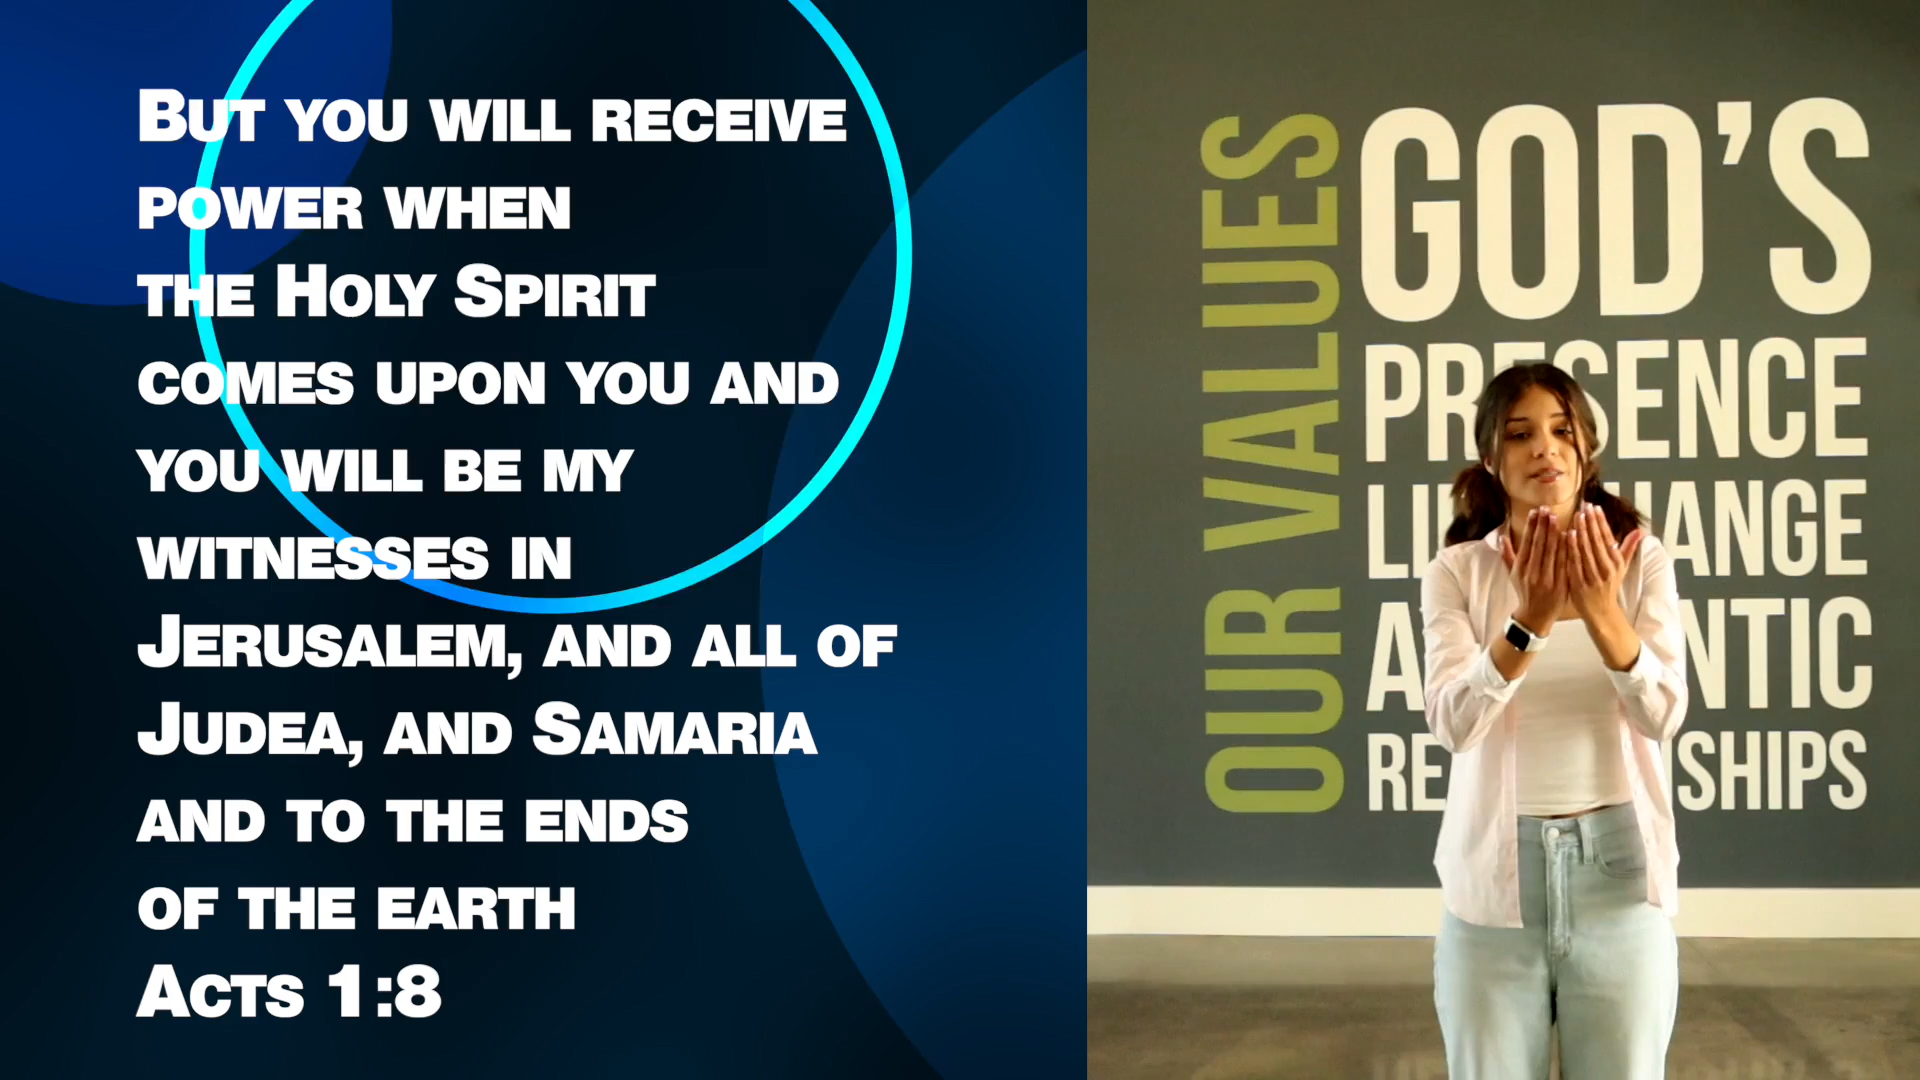 But you will receive
power when
the Holy Spirit
comes upon you and
you will be my
witnesses in
Jerusalem, and all of
Judea, and Samaria
and to the ends
of the earth
Acts 1:8
OUR VALUES
GOD'S
PRESENCE